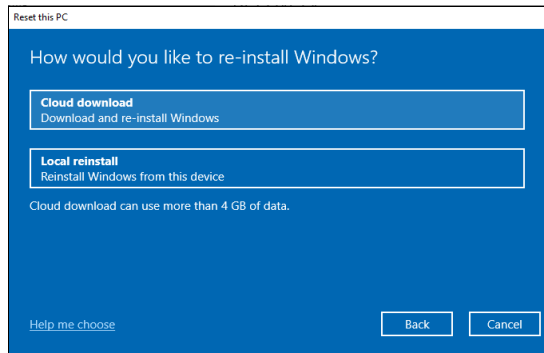 Reset this PC
How would you like to re-install Windows?
Cloud download
Download and re-install Windows
Local reinstall
Reinstall Windows from this device
Cloud download can use more than 4 GB of data.
Help me choose
Back
Cancel